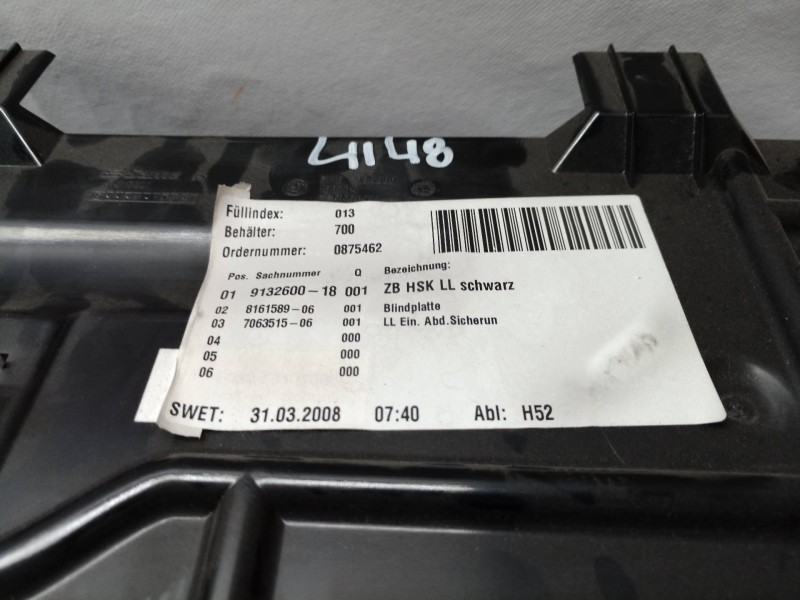 4148
Füllindex: 013
Behälter: 700
Ordernummer: 0875462
Pos. Sachnummer Q Bezeichnung:
01 9132600-18 001 ZB HSK LL schwarz
02 8161589-06 001 Blindplatte
03 7063515-06 001 LL Ein. Abd.Sicherun
04 000
05 000
06 000
SWET: 31.03.2008 07:40 Abl: H52